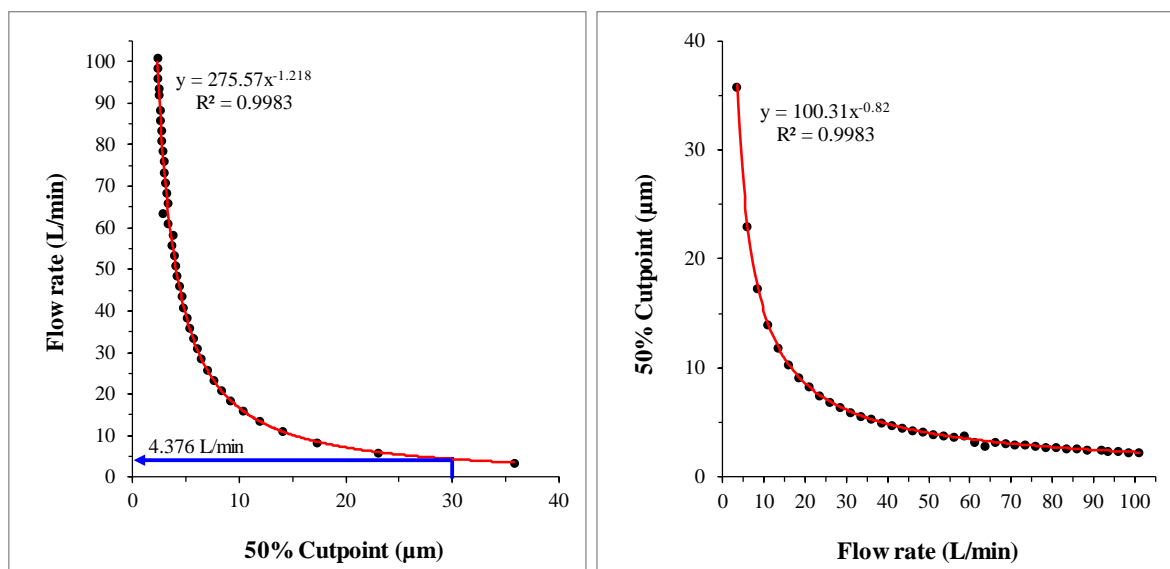 100
90
80
70
60
50
40
30
20
10
0
Flow rate (L/min)
y = 275.57x^-1.218
R² = 0.9983
4.376 L/min
0 10 20 30 40
50% Cutpoint (µm)
40
30
20
10
0
50% Cutpoint (µm)
y = 100.31x^-0.82
R² = 0.9983
0 10 20 30 40 50 60 70 80 90 100
Flow rate (L/min)